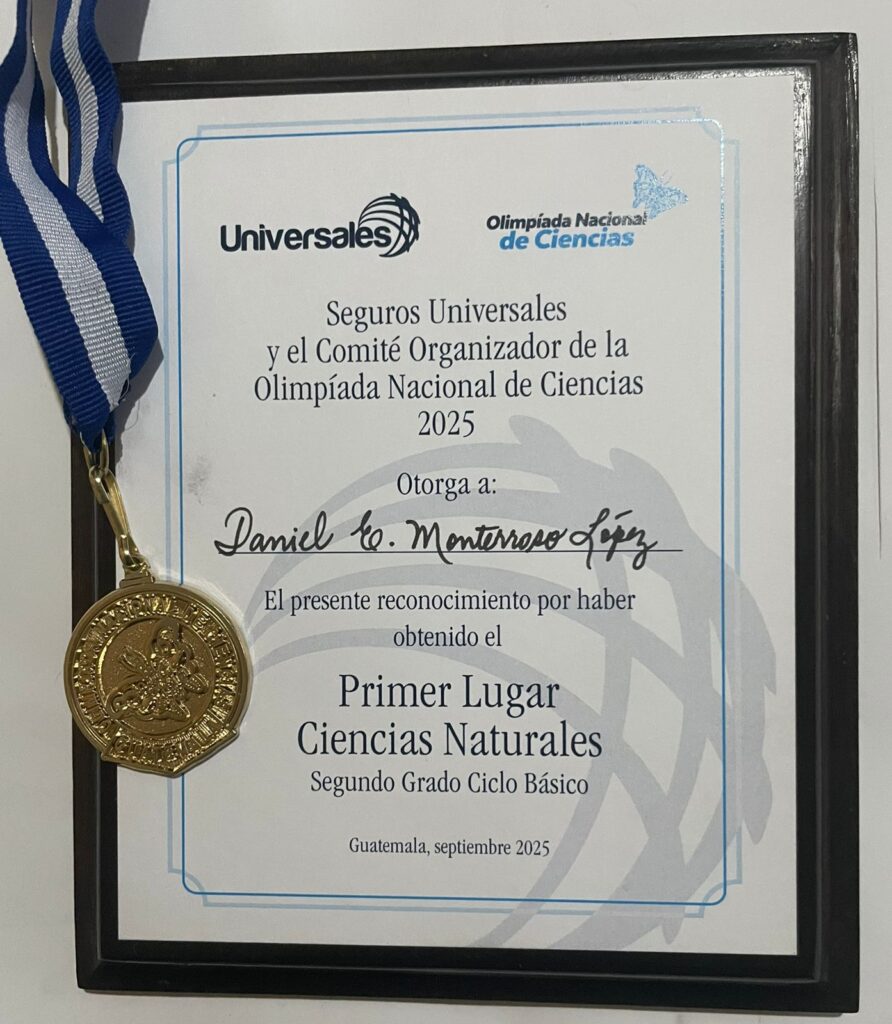 Universales
Olimpíada Nacional
de Ciencias
Seguros Universales
y el Comité Organizador de la
Olimpíada Nacional de Ciencias
2025
Otorga a:
Daniel E. Monterroso López
El presente reconocimiento por haber
obtenido el
Primer Lugar
Ciencias Naturales
Segundo Grado Ciclo Básico
Guatemala, septiembre 2025